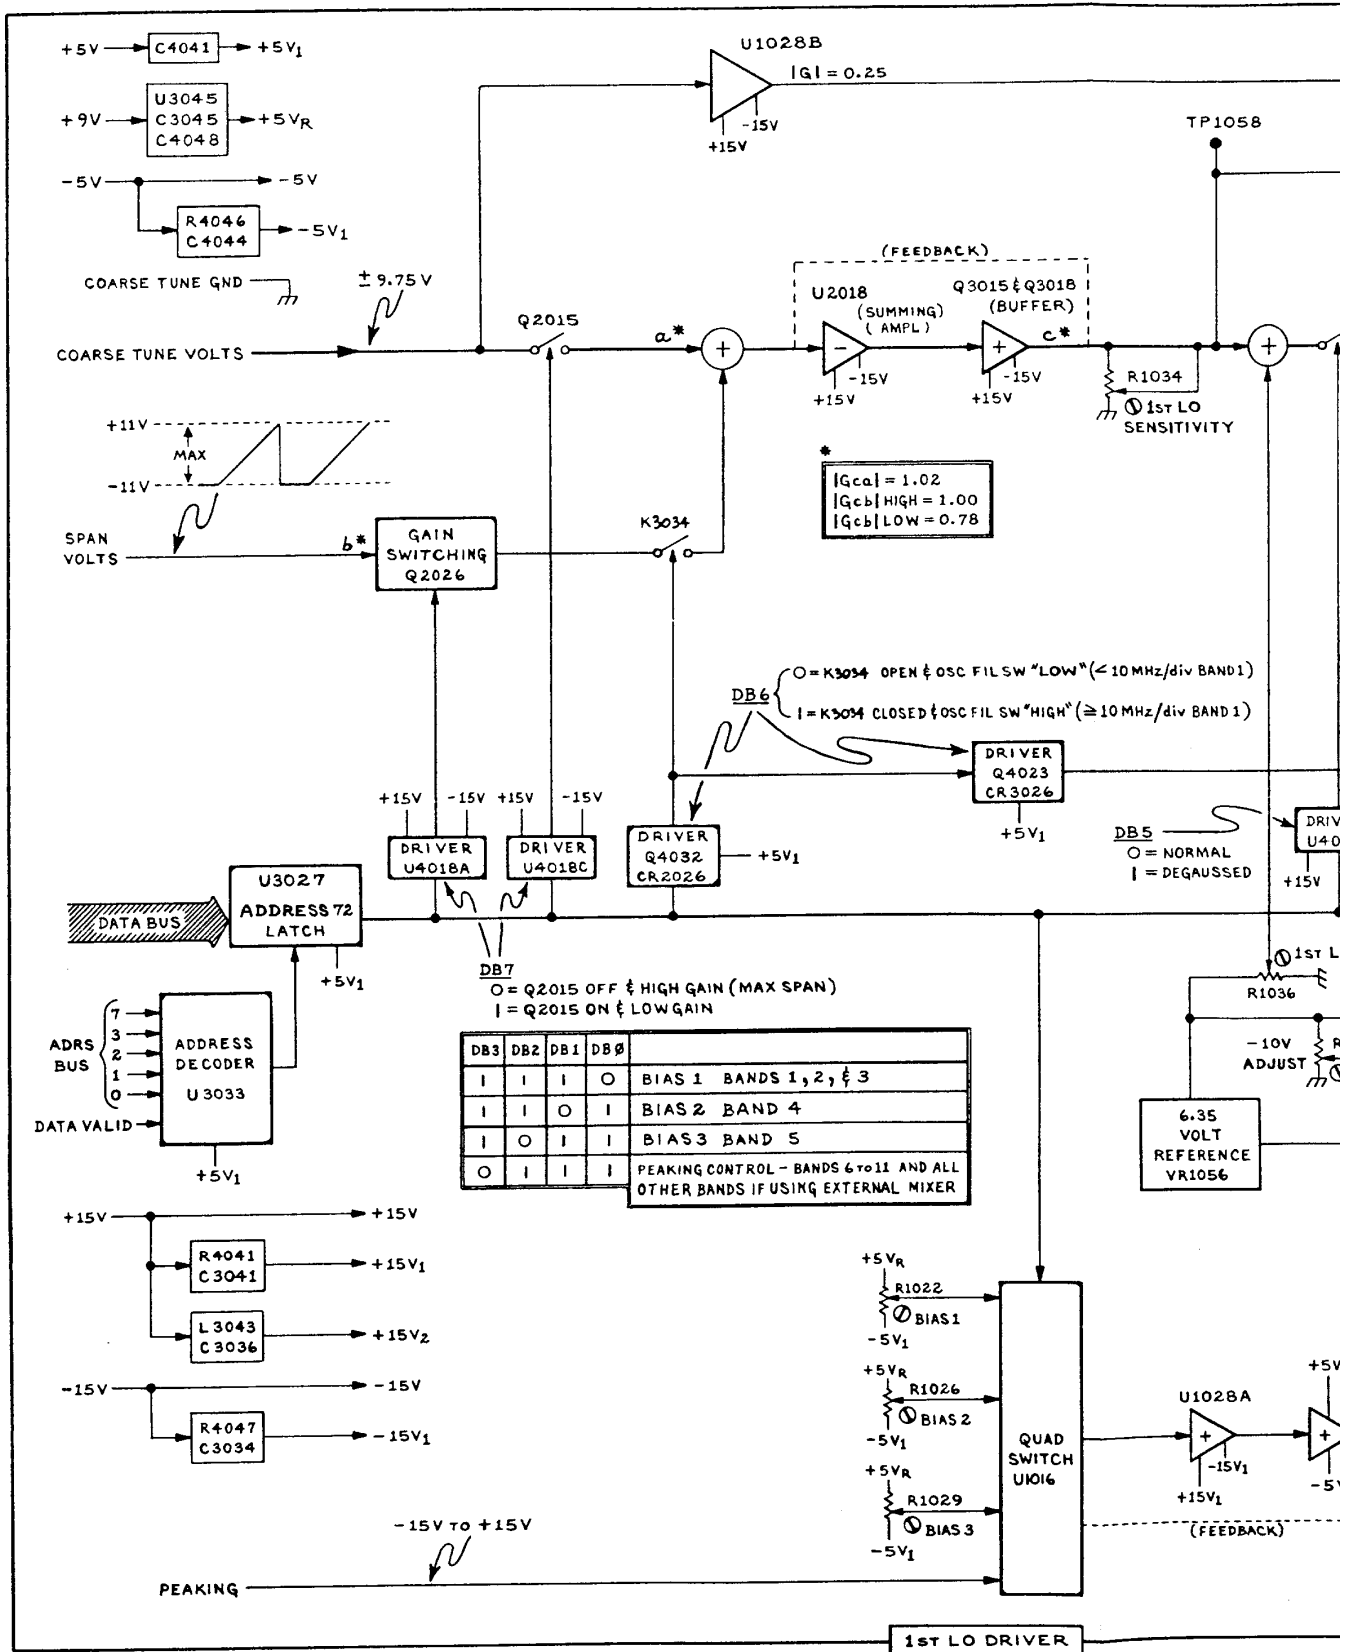 +5V
C4041
+5V1
+9V
U3045
C3045
C4048
+5VR
-5V
-5V
R4046
C4044
-5V1
COARSE TUNE GND
± 9.75V
COARSE TUNE VOLTS
Q2015
U1028B
|G| = 0.25
-15V
+15V
TP1058
(FEEDBACK)
a*
+
U2018
(SUMMING)
( AMPL )
-
-15V
+15V
Q3015 & Q3018
(BUFFER)
+
c*
-15V
+15V
+
R1034
1ST LO
SENSITIVITY
+11V
MAX
-11V
SPAN
VOLTS
b*
GAIN
SWITCHING
Q2026
K3034
*
|Gca| = 1.02
|Gcb| HIGH = 1.00
|Gcb| LOW = 0.78
DB6
0 = K3034 OPEN & OSC FIL SW "LOW" (≤ 10 MHz/div BAND 1)
1 = K3034 CLOSED & OSC FIL SW "HIGH" (≥ 10 MHz/div BAND 1)
DRIVER
Q4023
CR3026
+5V1
+15V
-15V
DRIVER
U4018A
+15V
-15V
DRIVER
U4018C
DRIVER
Q4032
CR2026
+5V1
DB5
0 = NORMAL
1 = DEGAUSSED
DRIV
U40
+15V
DATA BUS
U3027
ADDRESS 72
LATCH
+5V1
DB7
0 = Q2015 OFF & HIGH GAIN (MAX SPAN)
1 = Q2015 ON & LOW GAIN
1ST L
R1036
-10V
ADJUST
R
6.35
VOLT
REFERENCE
VR1056
ADRS
BUS
7
3
2
1
0
DATA VALID
ADDRESS
DECODER
U3033
+5V1
DB3 DB2 DB1 DBØ
1 1 1 0 BIAS 1 BANDS 1, 2, & 3
1 1 0 1 BIAS 2 BAND 4
1 0 1 1 BIAS 3 BAND 5
0 1 1 1 PEAKING CONTROL - BANDS 6 TO 11 AND ALL
OTHER BANDS IF USING EXTERNAL MIXER
+15V
+15V
R4041
C3041
+15V1
L3043
C3036
+15V2
-15V
-15V
R4047
C3034
-15V1
+5VR
R1022
BIAS 1
-5V1
+5VR
R1026
BIAS 2
-5V1
+5VR
R1029
BIAS 3
-5V1
QUAD
SWITCH
U1016
U1028A
+
-15V1
+15V1
+5V
+
-5V
(FEEDBACK)
-15V TO +15V
PEAKING
1ST LO DRIVER